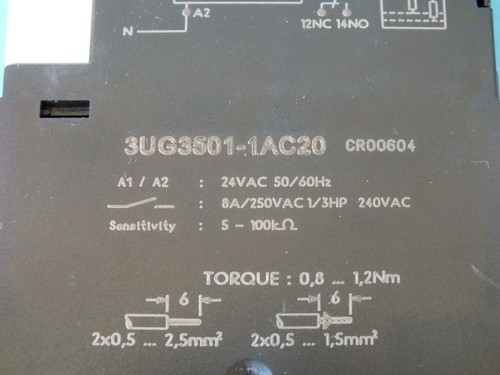 A2
N
12NC 14NO
3UG3501-1AC20 CR00604
A1 / A2 : 24VAC 50/60Hz
: 8A/250VAC 1/3HP 240VAC
Sensitivity : 5 - 100kΩ
TORQUE : 0,8 ... 1,2Nm
6 6
2x0,5 ... 2,5mm² 2x0,5 ... 1,5mm²